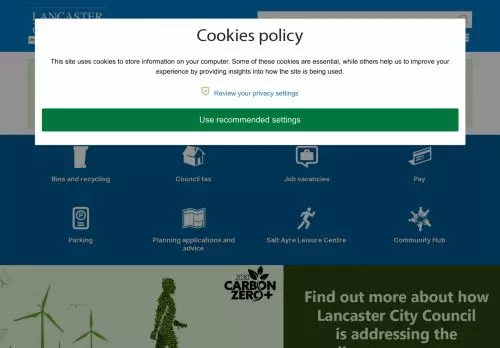 LANCASTER
Cookies policy
This site uses cookies to store information on your computer. Some of these cookies are essential, while others help us to improve your
experience by providing insights into how the site is being used.
Review your privacy settings
Use recommended settings
Bins and recycling
Council tax
Job vacancies
Pay
Parking
Planning applications and
advice
Salt Ayre Leisure Centre
Community Hub
2030
CARBON
ZERO+
Find out more about how
Lancaster City Council
is addressing the